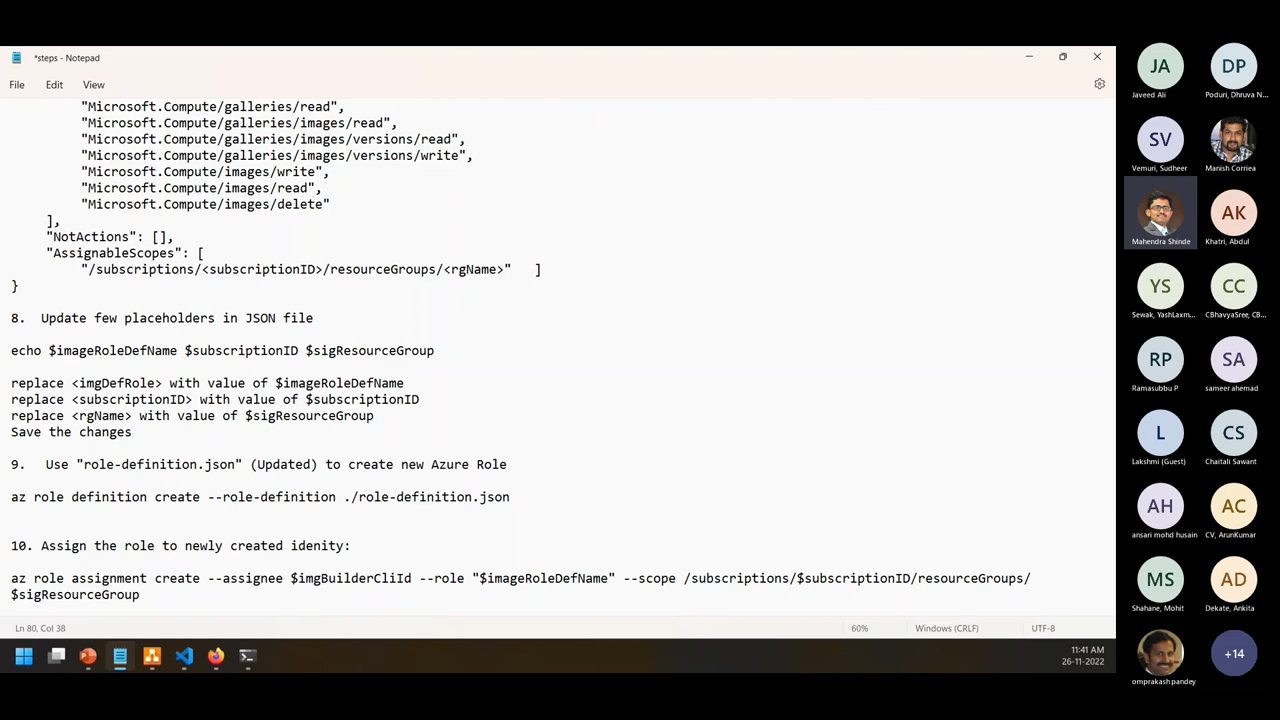 *steps - Notepad
File Edit View
"Microsoft.Compute/galleries/read",
"Microsoft.Compute/galleries/images/read",
"Microsoft.Compute/galleries/images/versions/read",
"Microsoft.Compute/galleries/images/versions/write",
"Microsoft.Compute/images/write",
"Microsoft.Compute/images/read",
"Microsoft.Compute/images/delete"
],
"NotActions": [],
"AssignableScopes": [
"/subscriptions/<subscriptionID>/resourceGroups/<rgName>" ]
}
8. Update few placeholders in JSON file
echo $imageRoleDefName $subscriptionID $sigResourceGroup
replace <imgDefRole> with value of $imageRoleDefName
replace <subscriptionID> with value of $subscriptionID
replace <rgName> with value of $sigResourceGroup
Save the changes
9. Use "role-definition.json" (Updated) to create new Azure Role
az role definition create --role-definition ./role-definition.json
10. Assign the role to newly created idenity:
az role assignment create --assignee $imgBuilderCliId --role "$imageRoleDefName" --scope /subscriptions/$subscriptionID/resourceGroups/
$sigResourceGroup
Ln 80, Col 38
60%
Windows (CRLF)
UTF-8
11:41 AM
26-11-2022
JA DP
Javeed Ali Poduri, Dhruva N...
SV
Vemuri, Sudheer Manish Corriea
AK
Mahendra Shinde Khatri, Abdul
YS CC
Sewak, YashLaxm... CBhavyaSree, CB...
RP SA
Ramasubbu P sameer ahemad
L CS
Lakshmi (Guest) Chaitali Sawant
AH AC
ansari mohd husain CV, ArunKumar
MS AD
Shahane, Mohit Dekate, Ankita
+14
omprakash pandey